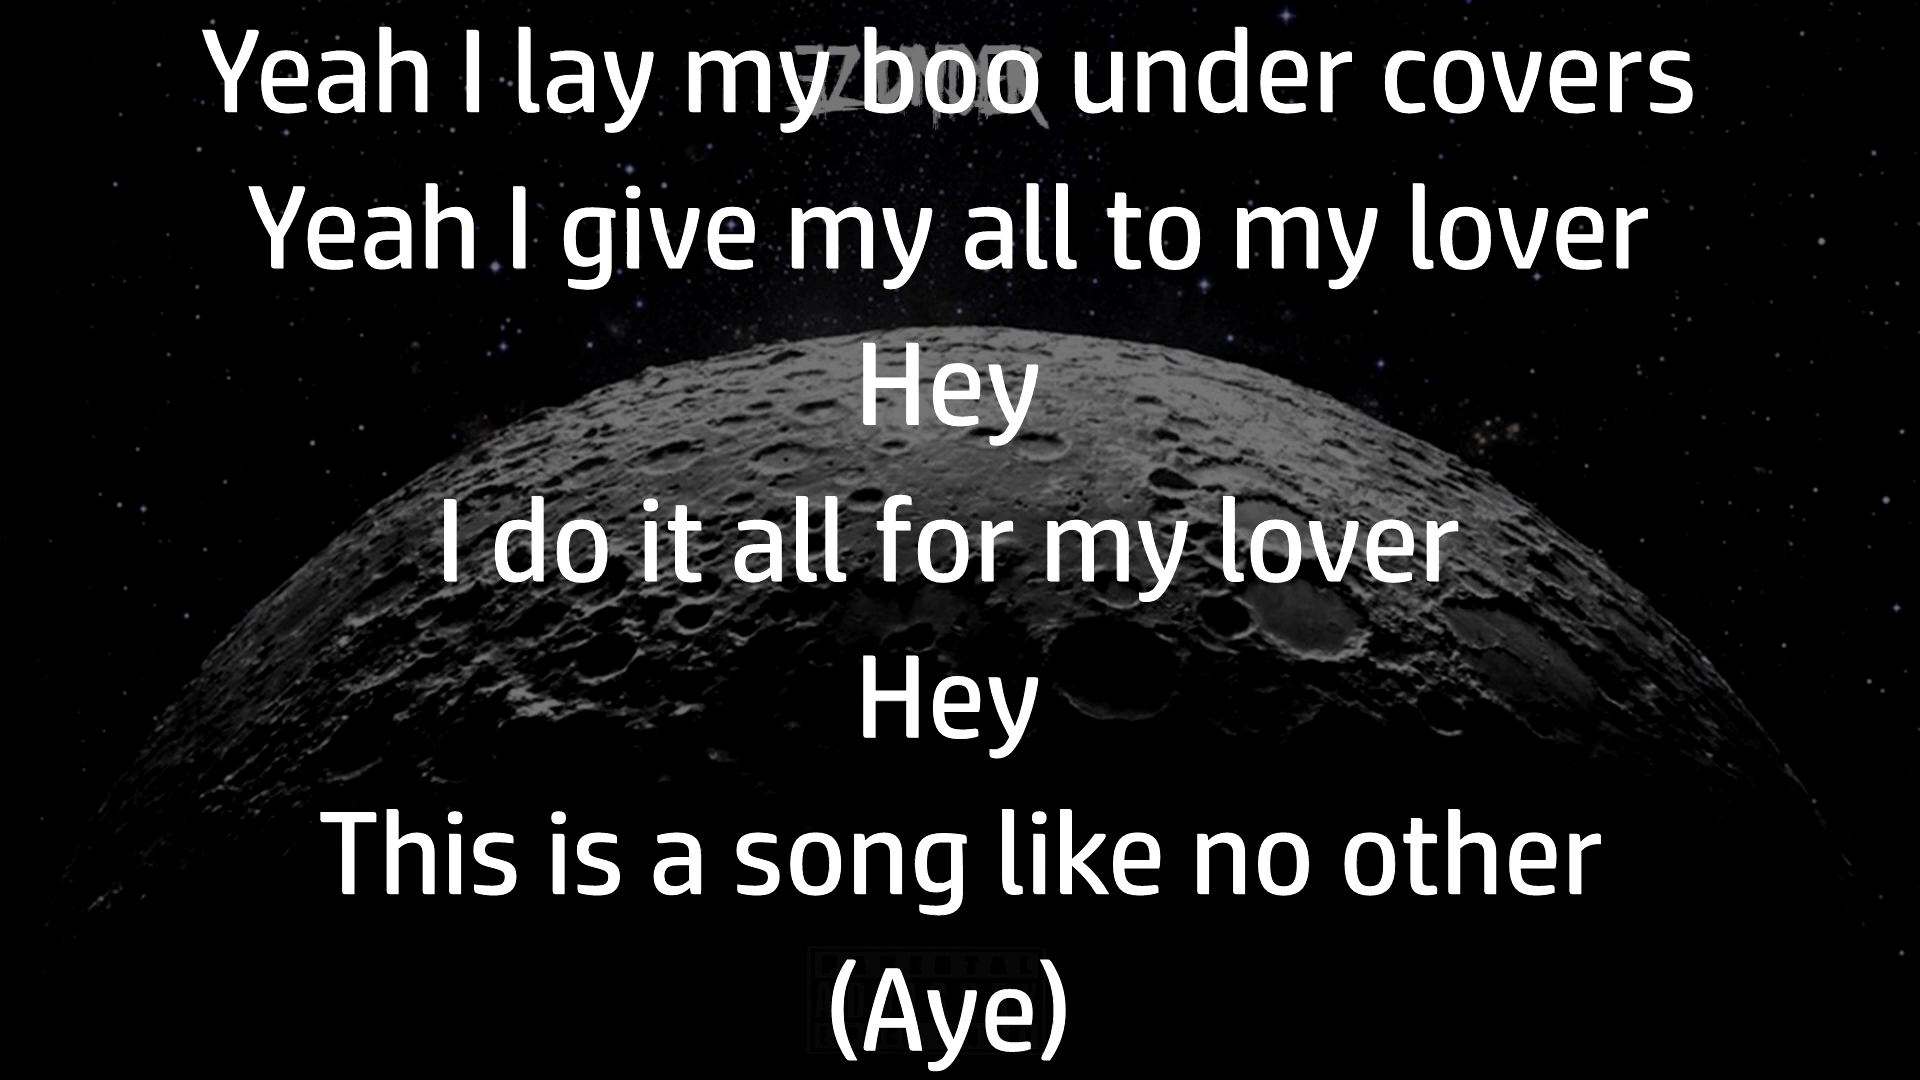 Yeah I lay my boo under covers
Yeah I give my all to my lover
Hey
I do it all for my lover
Hey
This is a song like no other
(Aye)